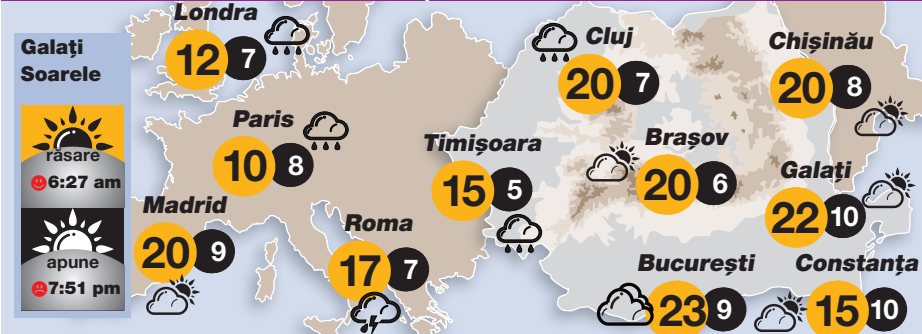 Galați
Soarele
răsare
6:27 am
apune
7:51 pm
Londra
12 7
Paris
10 8
Madrid
20 9
Roma
17 7
Timișoara
15 5
Cluj
20 7
Brașov
20 6
Chișinău
20 8
Galați
22 10
București
23 9
Constanța
15 10